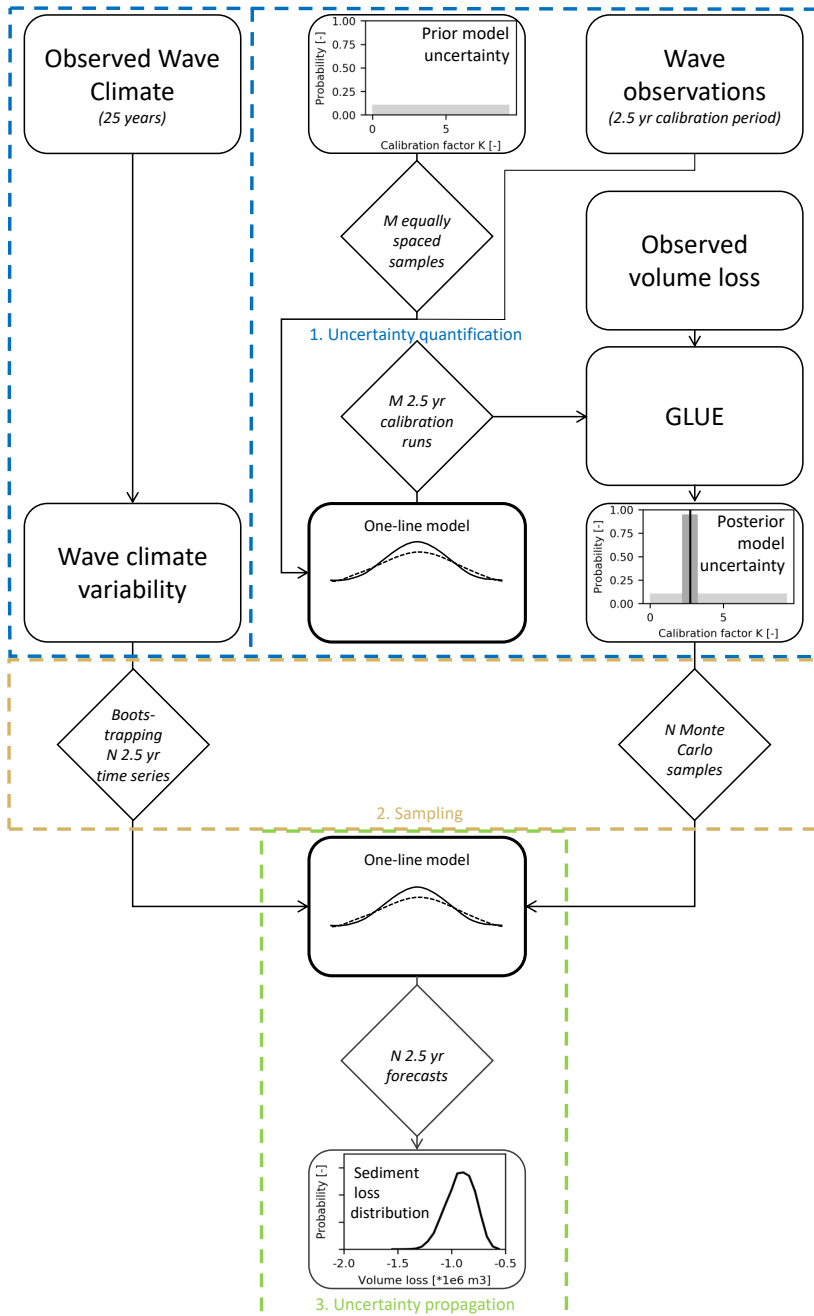 Observed Wave
Climate
(25 years)
Probability [-]
1.00
0.75
0.50
0.25
0.00
Prior model
uncertainty
0
5
Calibration factor K [-]
Wave
observations
(2.5 yr calibration period)
M equally
spaced
samples
Observed
volume loss
1. Uncertainty quantification
M 2.5 yr
calibration
runs
GLUE
Wave climate
variability
One-line model
Probability [-]
1.00
0.75
0.50
0.25
0.00
Posterior
model
uncertainty
0
5
Calibration factor K [-]
Boots-
trapping
N 2.5 yr
time series
N Monte
Carlo
samples
2. Sampling
One-line model
N 2.5 yr
forecasts
Probability [-]
Sediment
loss
distribution
-2.0
-1.5
-1.0
-0.5
Volume loss [*1e6 m3]
3. Uncertainty propagation